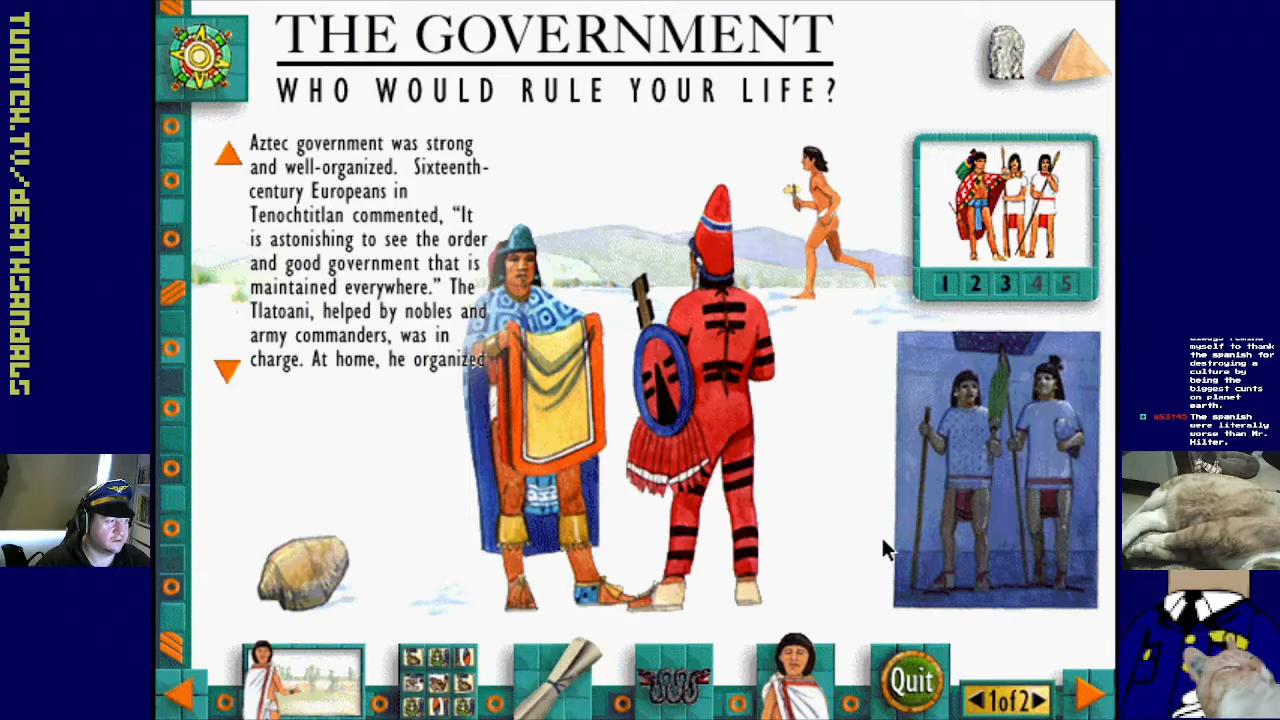 TWITCH.TV/DEATHSANDALS
THE GOVERNMENT
WHO WOULD RULE YOUR LIFE?
Aztec government was strong
and well-organized. Sixteenth-
century Europeans in
Tenochtitlan commented, “It
is astonishing to see the order
and good government that is
maintained everywhere.” The
Tlatoani, helped by nobles and
army commanders, was in
charge. At home, he organized
1 2 3 4 5
myself to thank
the spanish for
destroying a
culture by
being the
biggest cunts
on planet
earth.
The spanish
were literally
worse than Mr.
Hilter.
Quit
1 of 2